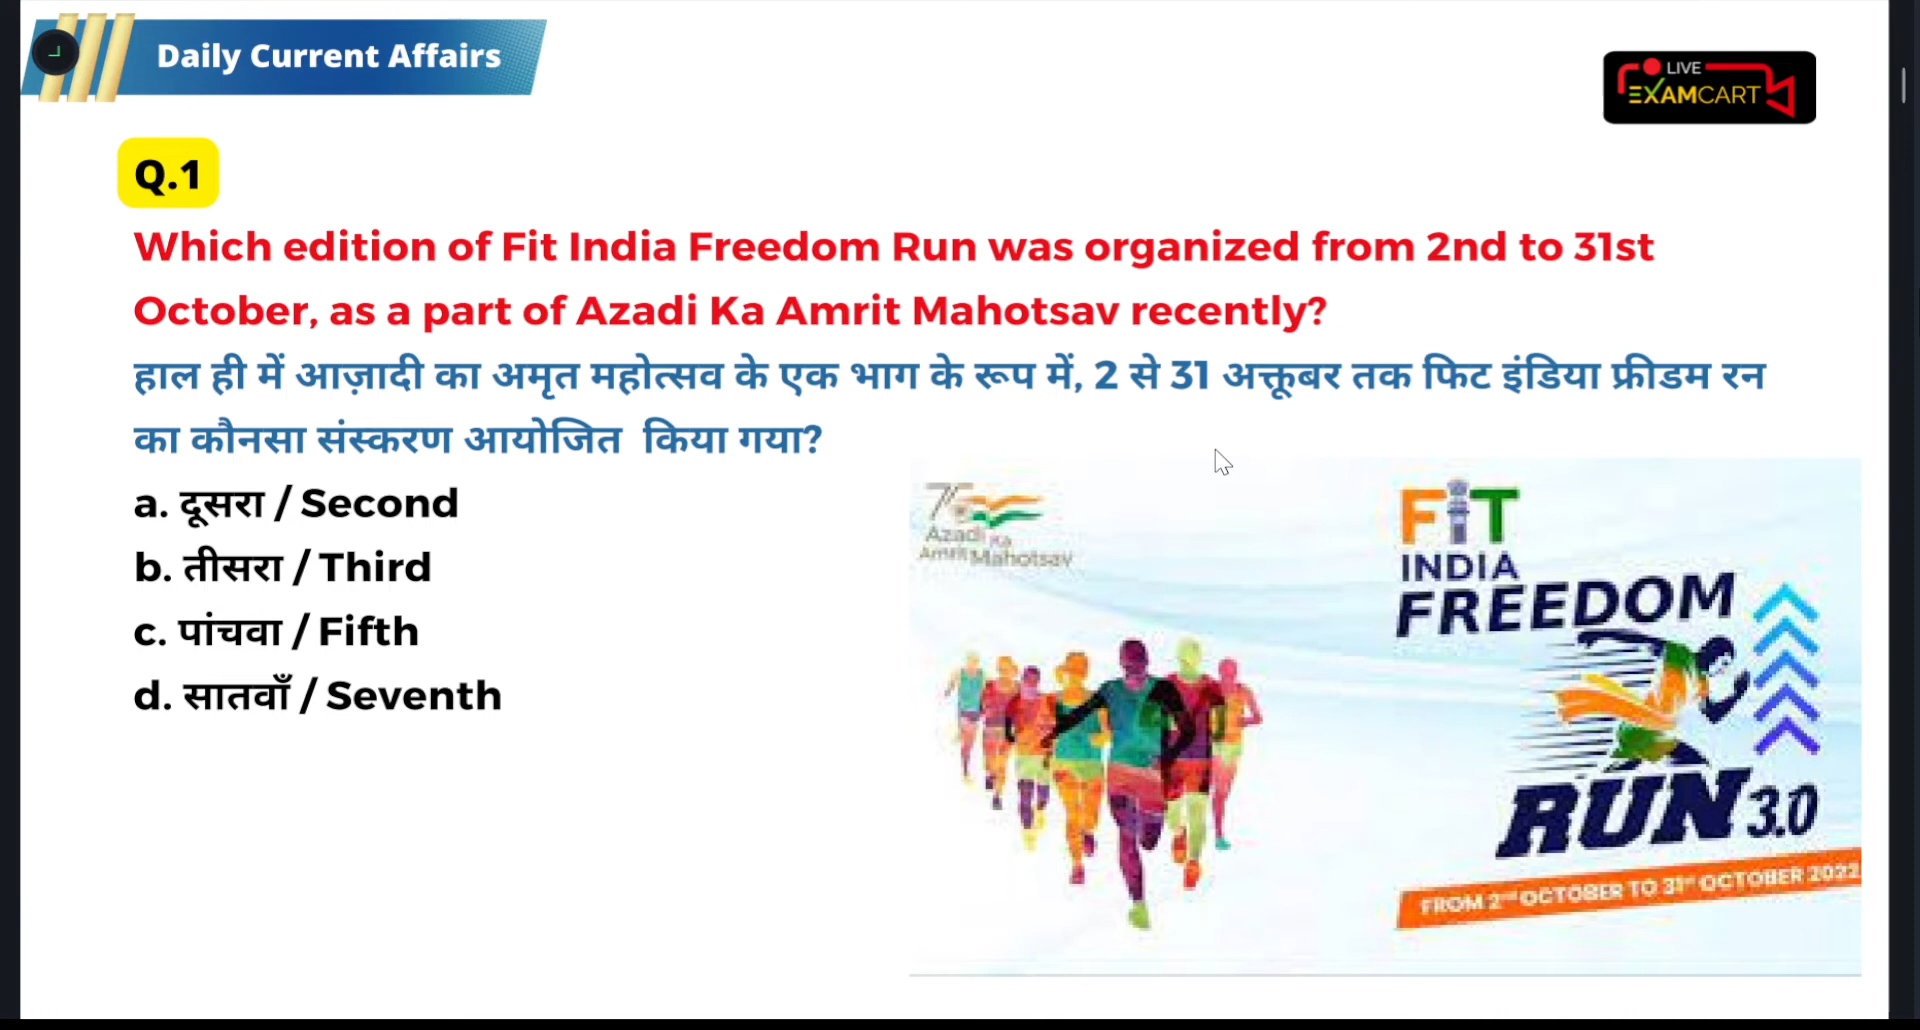 Daily Current Affairs
LIVE
EXAMCART
Q.1
Which edition of Fit India Freedom Run was organized from 2nd to 31st
October, as a part of Azadi Ka Amrit Mahotsav recently?
हाल ही में आज़ादी का अमृत महोत्सव के एक भाग के रूप में, 2 से 31 अक्तूबर तक फिट इंडिया फ्रीडम रन
का कौनसा संस्करण आयोजित किया गया?
a. दूसरा / Second
b. तीसरा / Third
c. पांचवा / Fifth
d. सातवाँ / Seventh
75
Azadi Ka
Amrit Mahotsav
FIT
INDIA
FREEDOM
RUN 3.0
FROM 2nd OCTOBER TO 31st OCTOBER 2022